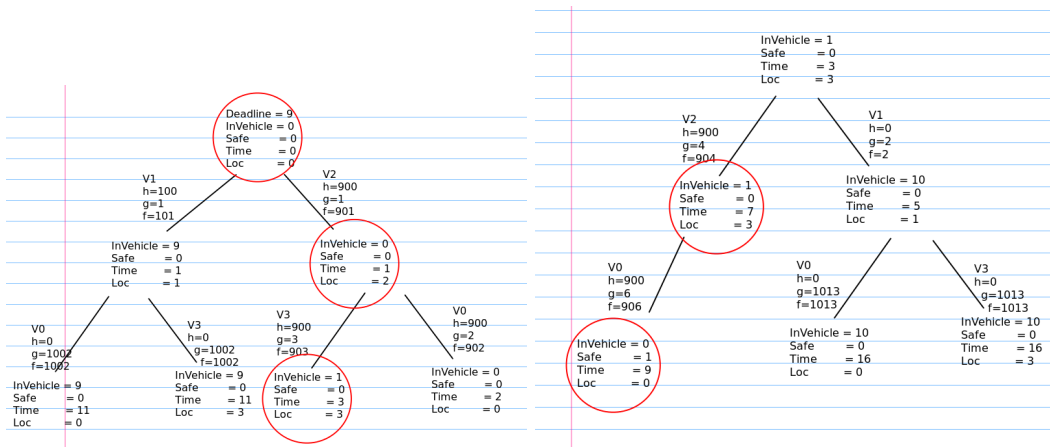 Deadline = 9
InVehicle = 0
Safe = 0
Time = 0
Loc = 0
V1
h=100
g=1
f=101
V2
h=900
g=1
f=901
InVehicle = 9
Safe = 0
Time = 1
Loc = 1
InVehicle = 0
Safe = 0
Time = 1
Loc = 2
V0
h=0
g=1002
f=1002
V3
h=0
g=1002
f=1002
V3
h=900
g=3
f=903
V0
h=900
g=2
f=902
InVehicle = 9
Safe = 0
Time = 11
Loc = 0
InVehicle = 9
Safe = 0
Time = 11
Loc = 3
InVehicle = 1
Safe = 0
Time = 3
Loc = 3
InVehicle = 0
Safe = 0
Time = 2
Loc = 0
InVehicle = 1
Safe = 0
Time = 3
Loc = 3
V2
h=900
g=4
f=904
V1
h=0
g=2
f=2
InVehicle = 1
Safe = 0
Time = 7
Loc = 3
InVehicle = 10
Safe = 0
Time = 5
Loc = 1
V0
h=900
g=6
f=906
V0
h=0
g=1013
f=1013
V3
h=0
g=1013
f=1013
InVehicle = 0
Safe = 1
Time = 9
Loc = 0
InVehicle = 10
Safe = 0
Time = 16
Loc = 0
InVehicle = 10
Safe = 0
Time = 16
Loc = 3